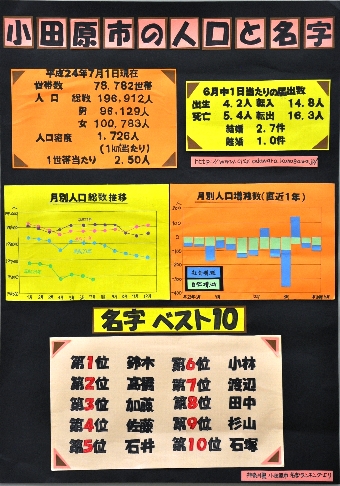 小田原市の人口と名字
平成24年7月1日現在
世帯数 78,782世帯
人口 総数 196,912人
男 96,129人
女 100,783人
人口密度 1,726人
(1km当たり)
1世帯当たり 2.50人
6月中1日当たりの届出数
出生 4.2人 転入 14.8人
死亡 5.4人 転出 16.3人
結婚 2.7件
離婚 1.0件
月別人口総数推移
月別人口増減数(直近1年)
社会増減
自然増減
名字 ベスト10
第1位 鈴木
第2位 高橋
第3位 加藤
第4位 佐藤
第5位 石井
第6位 小林
第7位 渡辺
第8位 田中
第9位 杉山
第10位 石塚